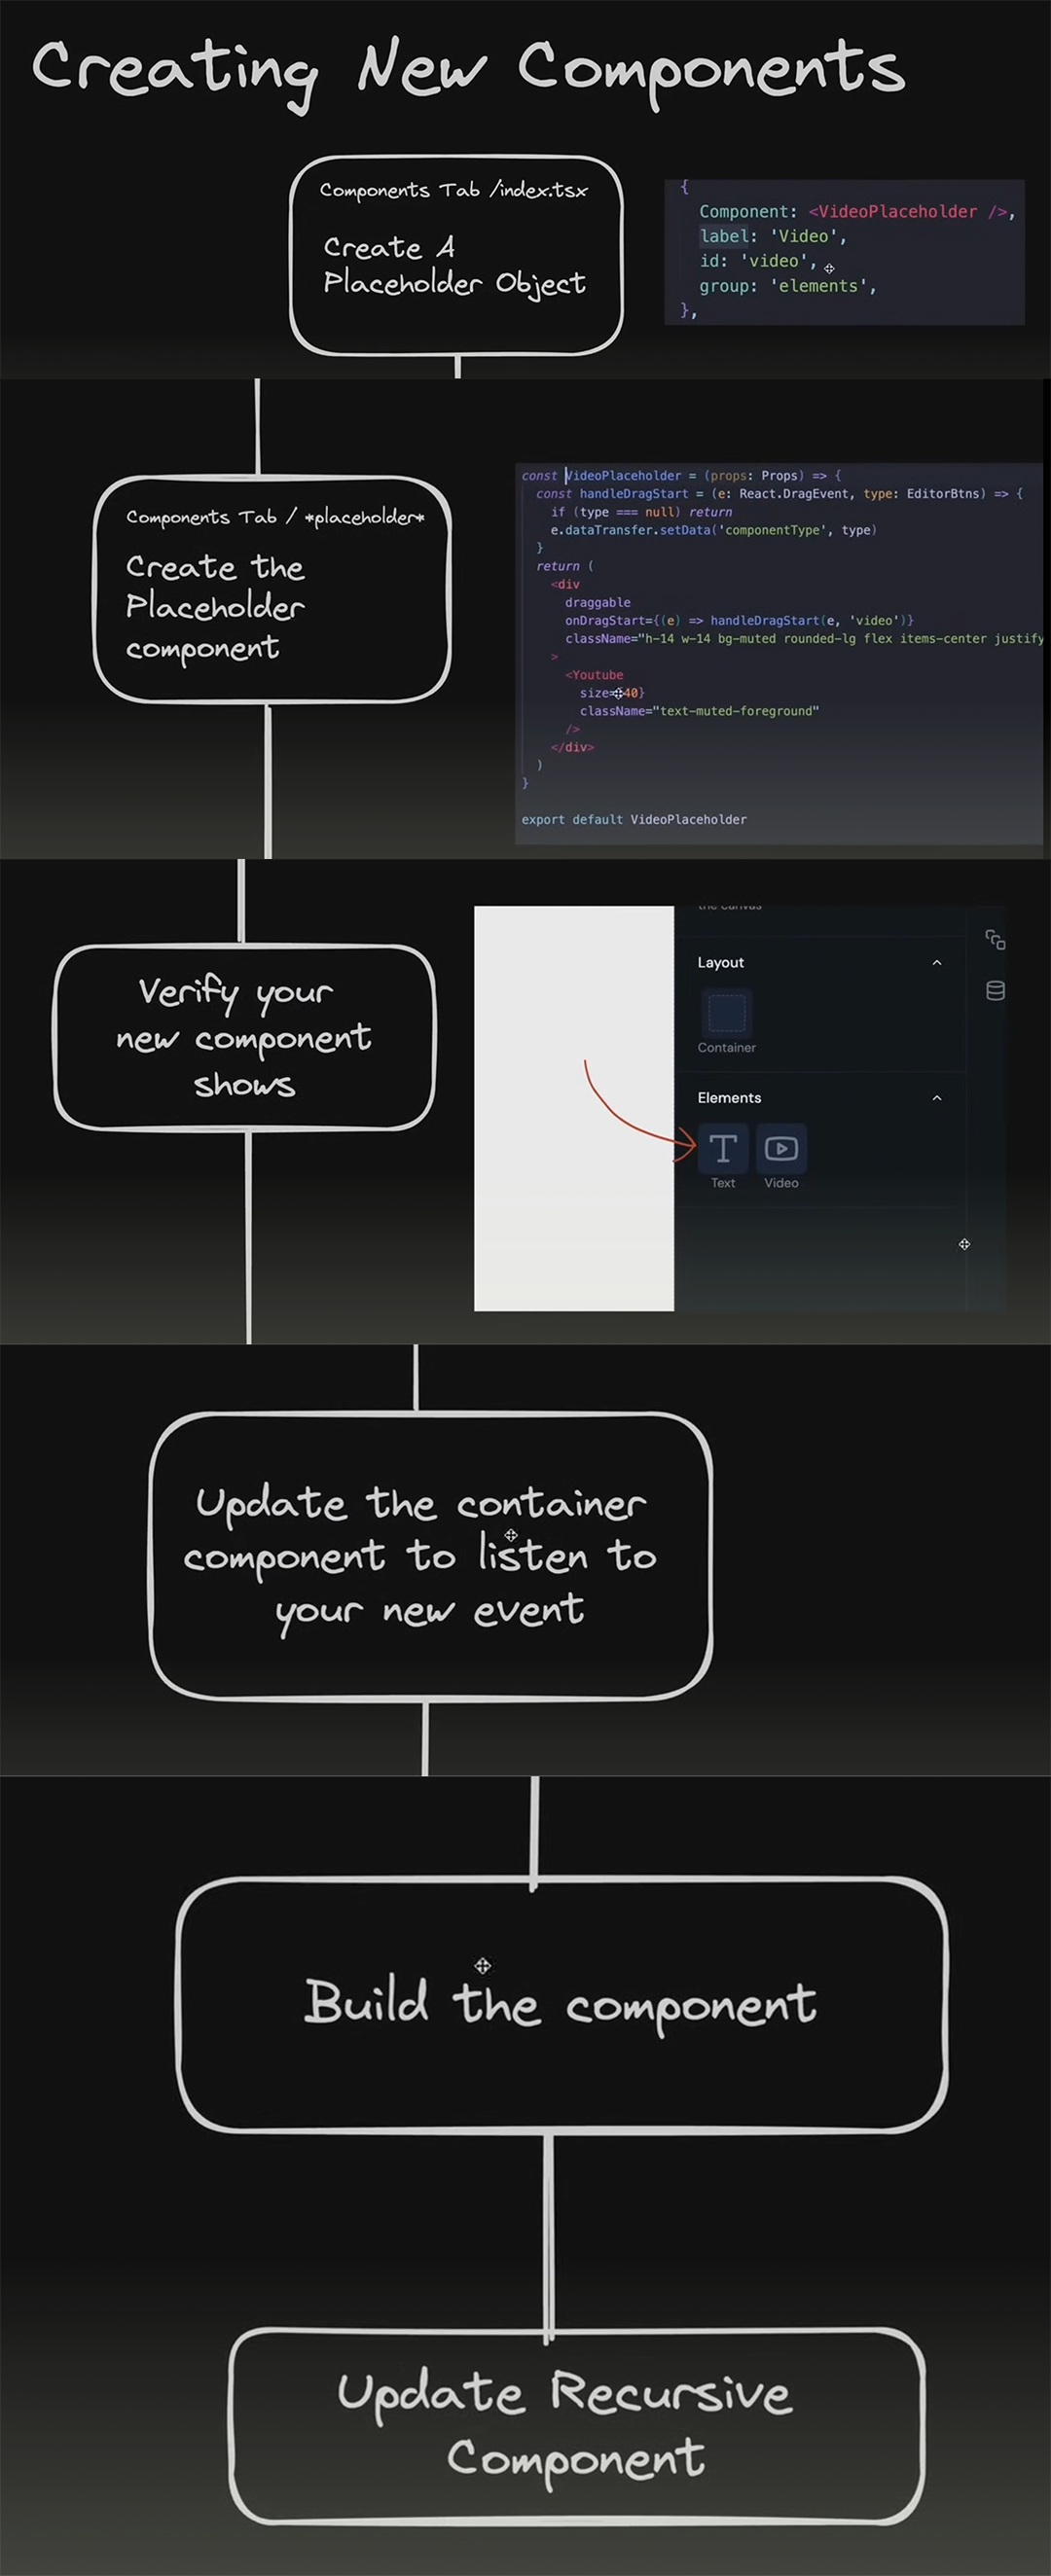 Creating New Components
Components Tab /index.tsx
Create A
Placeholder Object
{
Component: <VideoPlaceholder />,
label: 'Video',
id: 'video',
group: 'elements',
},
Components Tab / *placeholder*
Create the
Placeholder
component
const VideoPlaceholder = (props: Props) => {
const handleDragStart = (e: React.DragEvent, type: EditorBtns) => {
if (type === null) return
e.dataTransfer.setData('componentType', type)
}
return (
<div
draggable
onDragStart={(e) => handleDragStart(e, 'video')}
className="h-14 w-14 bg-muted rounded-lg flex items-center justify
>
<Youtube
size={40}
className="text-muted-foreground"
/>
</div>
)
}
export default VideoPlaceholder
Verify your
new component
shows
the canvas
Layout
Container
Elements
Text Video
Update the container
component to listen to
your new event
Build the component
Update Recursive
Component